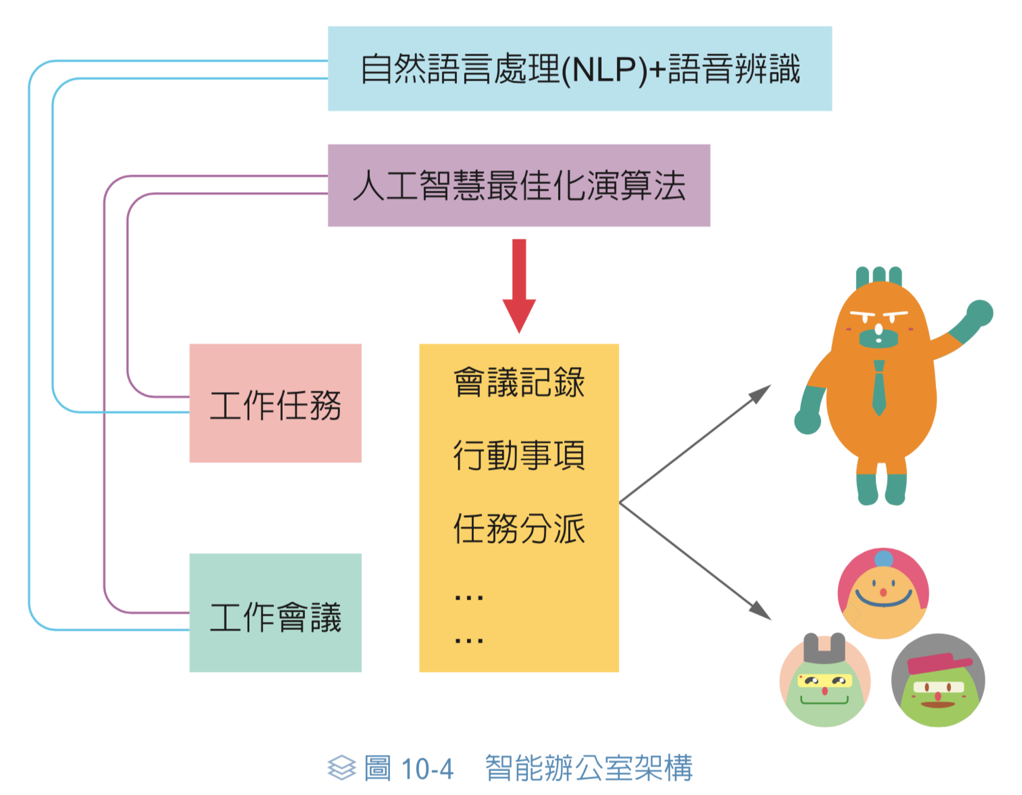 自然語言處理(NLP)+語音辨識
人工智慧最佳化演算法
工作任務
工作會議
會議記錄
行動事項
任務分派
...
...
圖 10-4 智能辦公室架構